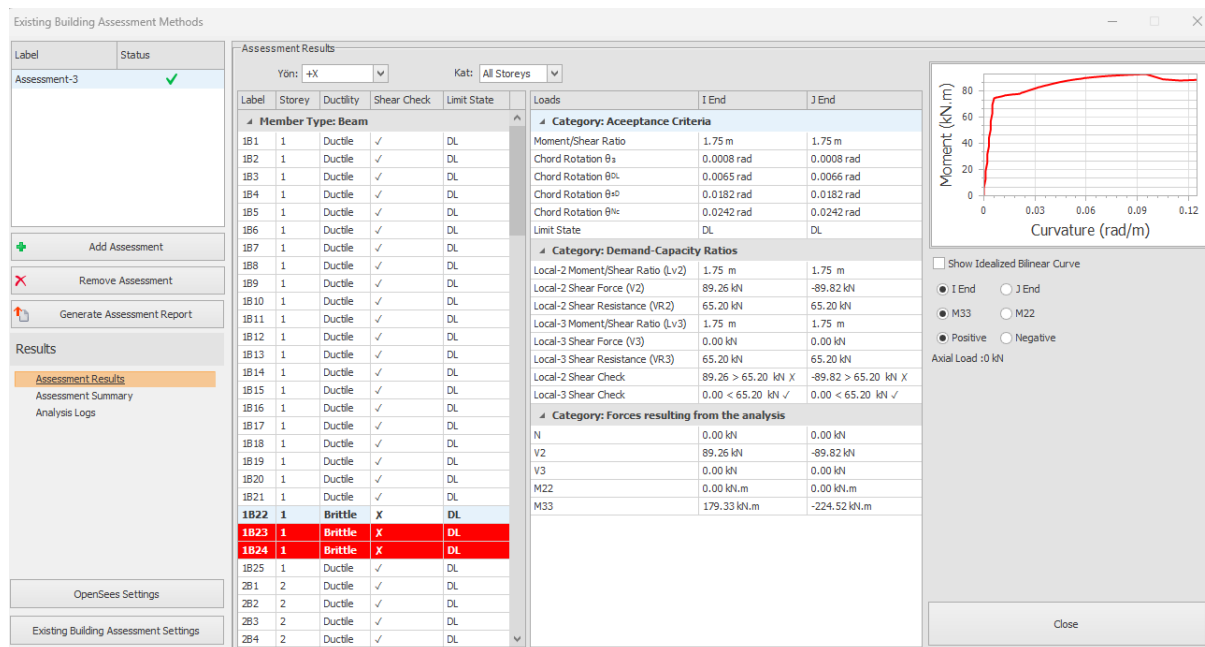 Existing Building Assessment Methods
Label Status
Assessment-3 ✓
Add Assessment
Remove Assessment
Generate Assessment Report
Results
Assessment Results
Assessment Summary
Analysis Logs
OpenSees Settings
Existing Building Assessment Settings
Assessment Results
Yön: +X Kat: All Storeys
Label Storey Ductility Shear Check Limit State
Member Type: Beam
1B1 1 Ductile ✓ DL
1B2 1 Ductile ✓ DL
1B3 1 Ductile ✓ DL
1B4 1 Ductile ✓ DL
1B5 1 Ductile ✓ DL
1B6 1 Ductile ✓ DL
1B7 1 Ductile ✓ DL
1B8 1 Ductile ✓ DL
1B9 1 Ductile ✓ DL
1B10 1 Ductile ✓ DL
1B11 1 Ductile ✓ DL
1B12 1 Ductile ✓ DL
1B13 1 Ductile ✓ DL
1B14 1 Ductile ✓ DL
1B15 1 Ductile ✓ DL
1B16 1 Ductile ✓ DL
1B17 1 Ductile ✓ DL
1B18 1 Ductile ✓ DL
1B19 1 Ductile ✓ DL
1B20 1 Ductile ✓ DL
1B21 1 Ductile ✓ DL
1B22 1 Brittle X DL
1B23 1 Brittle X DL
1B24 1 Brittle X DL
1B25 1 Ductile ✓ DL
2B1 2 Ductile ✓ DL
2B2 2 Ductile ✓ DL
2B3 2 Ductile ✓ DL
2B4 2 Ductile ✓ DL
Loads I End J End
Category: Aceeptance Criteria
Moment/Shear Ratio 1.75 m 1.75 m
Chord Rotation θa 0.0008 rad 0.0008 rad
Chord Rotation θDL 0.0065 rad 0.0066 rad
Chord Rotation θsD 0.0182 rad 0.0182 rad
Chord Rotation θNc 0.0242 rad 0.0242 rad
Limit State DL DL
Category: Demand-Capacity Ratios
Local-2 Moment/Shear Ratio (Lv2) 1.75 m 1.75 m
Local-2 Shear Force (V2) 89.26 kN -89.82 kN
Local-2 Shear Resistance (VR2) 65.20 kN 65.20 kN
Local-3 Moment/Shear Ratio (Lv3) 1.75 m 1.75 m
Local-3 Shear Force (V3) 0.00 kN 0.00 kN
Local-3 Shear Resistance (VR3) 65.20 kN 65.20 kN
Local-2 Shear Check 89.26 > 65.20 kN X -89.82 > 65.20 kN X
Local-3 Shear Check 0.00 < 65.20 kN ✓ 0.00 < 65.20 kN ✓
Category: Forces resulting from the analysis
N 0.00 kN 0.00 kN
V2 89.26 kN -89.82 kN
V3 0.00 kN 0.00 kN
M22 0.00 kN.m 0.00 kN.m
M33 179.33 kN.m -224.52 kN.m
Moment (kN.m)
80
60
40
20
0
0 0.03 0.06 0.09 0.12
Curvature (rad/m)
Show Idealized Bilinear Curve
I End J End
M33 M22
Positive Negative
Axial Load :0 kN
Close